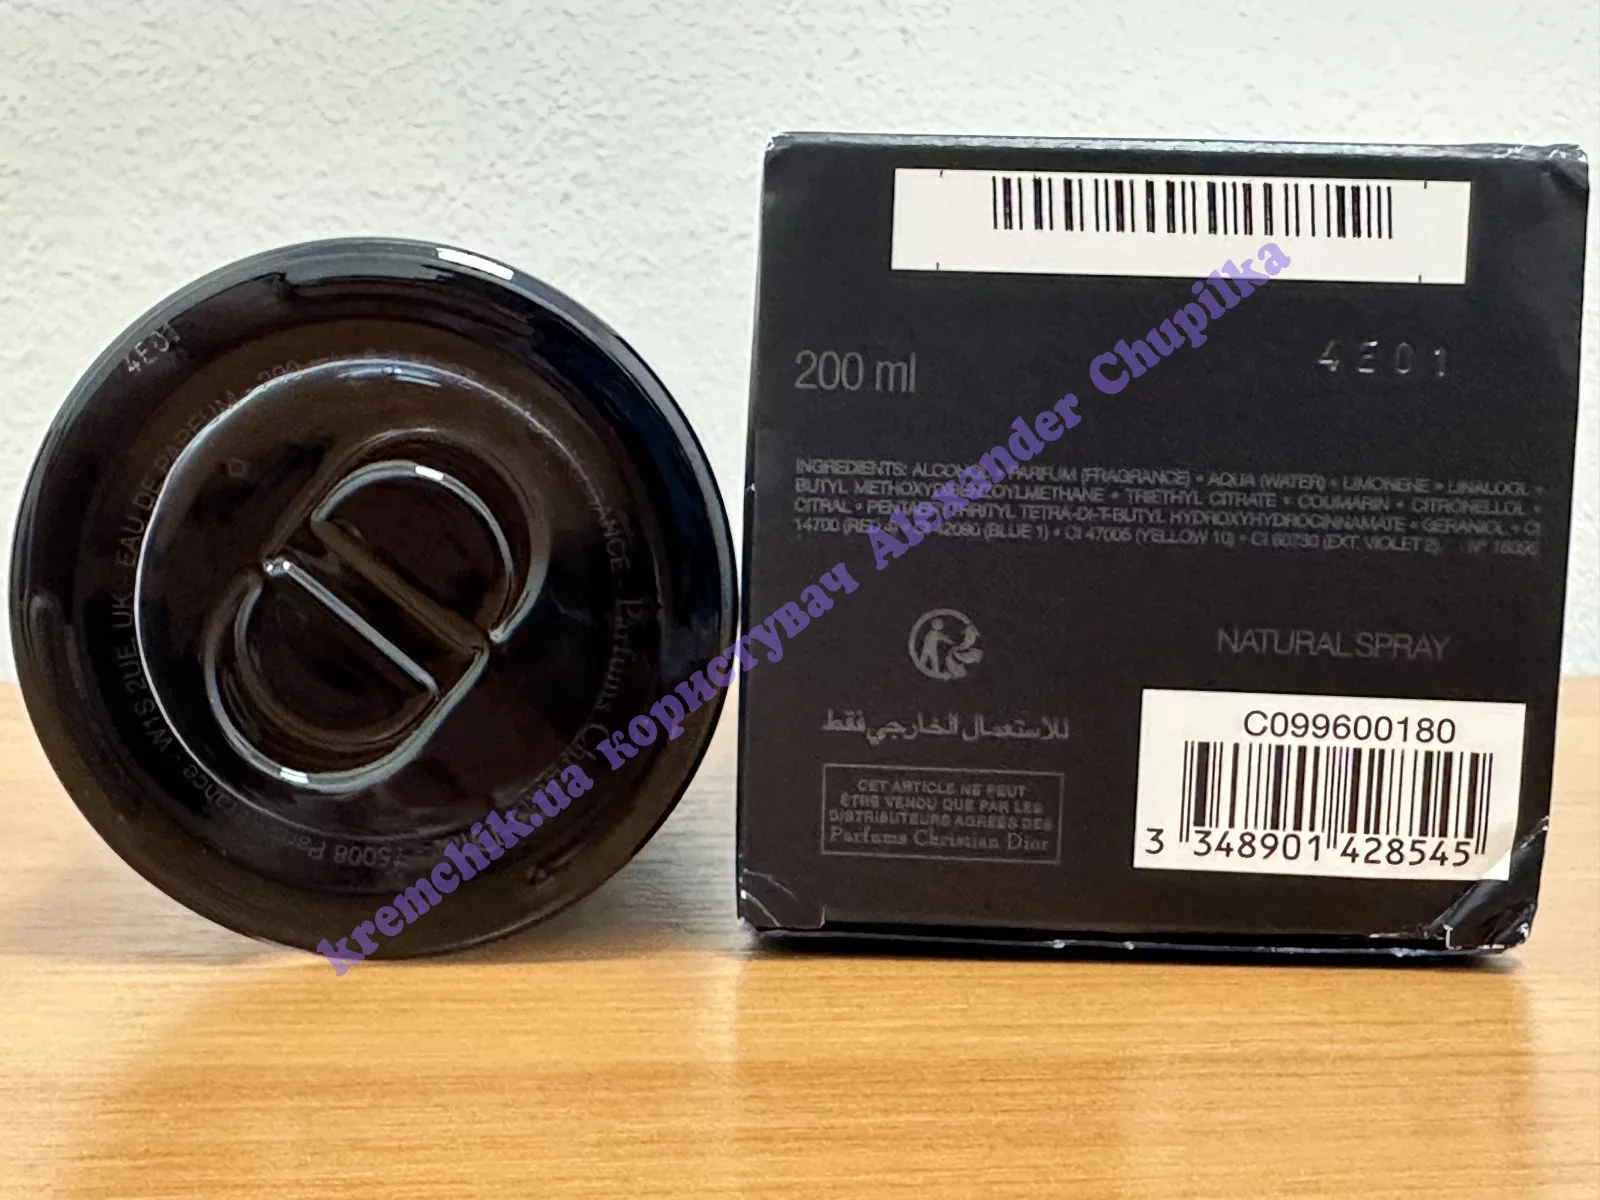 4E01
EAU DE PARFUM
W1S 2UE UK
FRANCE - Parfums Ch
75008 Par
200 ml
4E01
INGREDIENTS: ALCOHOL • PARFUM (FRAGRANCE) • AQUA (WATER) • LIMONENE • LINALOOL •
BUTYL METHOXYDIBENZOYLMETHANE • TRIETHYL CITRATE • COUMARIN • CITRONELLOL •
CITRAL • PENTAERYTHRITYL TETRA-DI-T-BUTYL HYDROXYHYDROCINNAMATE • GERANIOL • CI
14700 (RED 4) 42090 (BLUE 1) • CI 47005 (YELLOW 10) • CI 60730 (EXT. VIOLET 2).
NATURAL SPRAY
للاستعمال الخارجي فقط
CET ARTICLE NE PEUT
ÊTRE VENDU QUE PAR LES
DISTRIBUTEURS AGRÉÉS DES
Parfums Christian Dior
C099600180
3 348901 428545
kremchik.ua користувач Alexander Chupilka